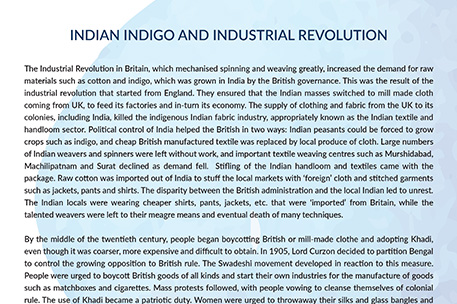 INDIAN INDIGO AND INDUSTRIAL REVOLUTION
The Industrial Revolution in Britain, which mechanised spinning and weaving greatly, increased the demand for raw
materials such as cotton and indigo, which was grown in India by the British governance. This was the result of the
industrial revolution that started from England. They ensured that the Indian masses switched to mill made cloth
coming from UK, to feed its factories and in-turn its economy. The supply of clothing and fabric from the UK to its
colonies, including India, killed the indigenous Indian fabric industry, appropriately known as the Indian textile and
handloom sector. Political control of India helped the British in two ways: Indian peasants could be forced to grow
crops such as indigo, and cheap British manufactured textile was replaced by local produce of cloth. Large numbers
of Indian weavers and spinners were left without work, and important textile weaving centres such as Murshidabad,
Machilipatnam and Surat declined as demand fell.  Stifling of the Indian handloom and textiles came with the
package. Raw cotton was imported out of India to stuff the local markets with ‘foreign’ cloth and stitched garments
such as jackets, pants and shirts. The disparity between the British administration and the local Indian led to unrest.
The Indian locals were wearing cheaper shirts, pants, jackets, etc. that were ‘imported’ from Britain, while the
talented weavers were left to their meagre means and eventual death of many techniques.
By the middle of the twentieth century, people began boycotting British or mill-made clothe and adopting Khadi,
even though it was coarser, more expensive and difficult to obtain. In 1905, Lord Curzon decided to partition Bengal
to control the growing opposition to British rule. The Swadeshi movement developed in reaction to this measure.
People were urged to boycott British goods of all kinds and start their own industries for the manufacture of goods
such as matchboxes and cigarettes. Mass protests followed, with people vowing to cleanse themselves of colonial
rule. The use of Khadi became a patriotic duty. Women were urged to throwaway their silks and glass bangles and